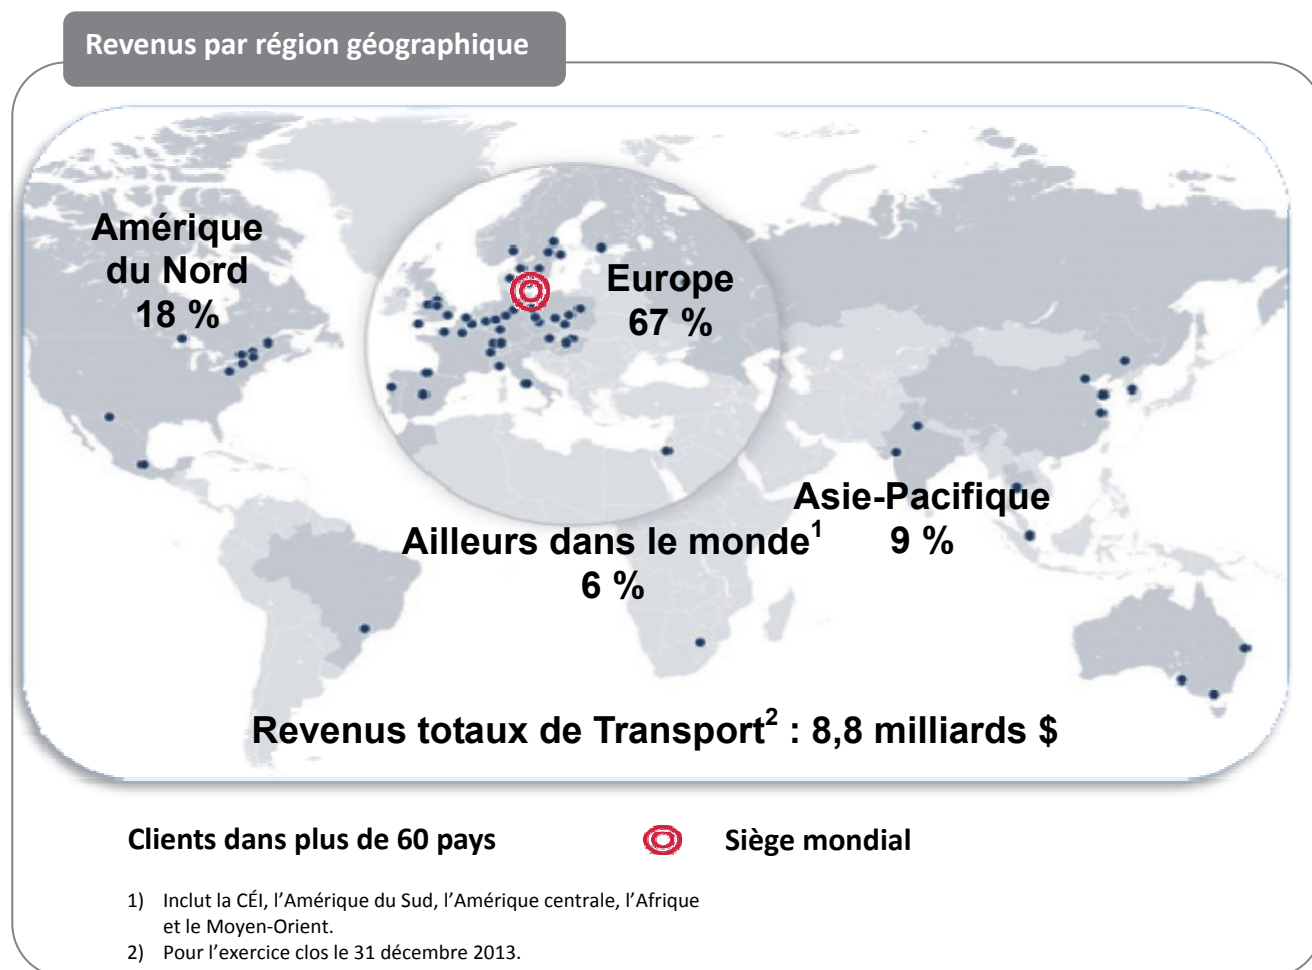 Revenus par région géographique
Amérique
du Nord
18 %
Europe
67 %
Asie-Pacifique
9 %
Ailleurs dans le monde¹
6 %
Revenus totaux de Transport² : 8,8 milliards $
Clients dans plus de 60 pays
Siège mondial
1) Inclut la CÉI, l’Amérique du Sud, l’Amérique centrale, l’Afrique
et le Moyen-Orient.
2) Pour l’exercice clos le 31 décembre 2013.